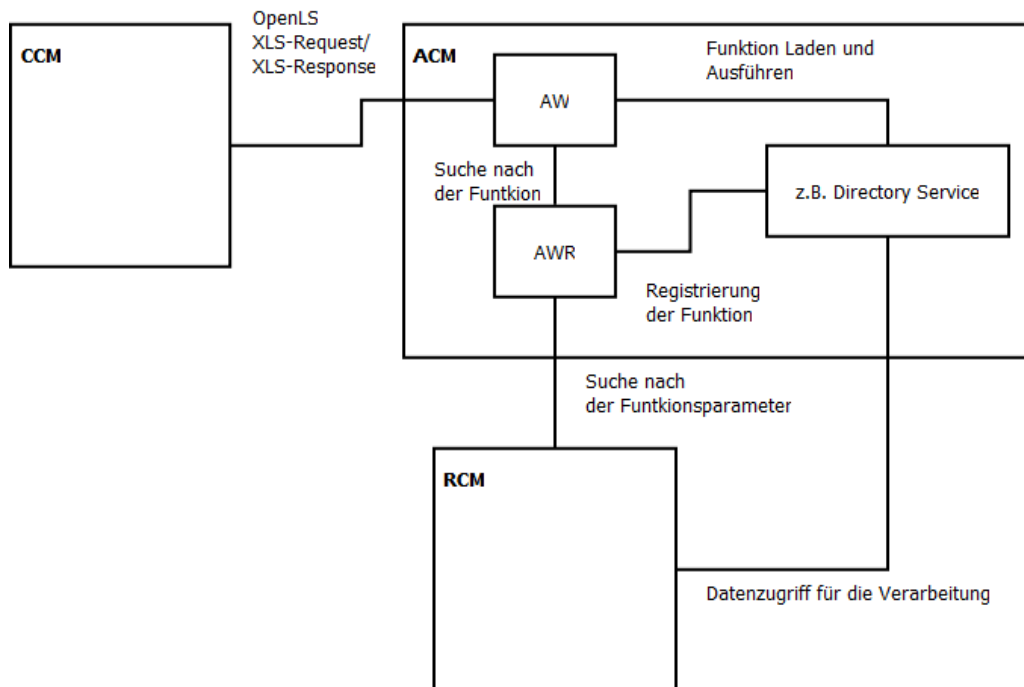 OpenLS
XLS-Request/
XLS-Response
CCM
ACM
Funktion Laden und
Ausführen
AW
Suche nach
der Funtkion
z.B. Directory Service
AWR
Registrierung
der Funktion
Suche nach
der Funtkionsparameter
RCM
Datenzugriff für die Verarbeitung